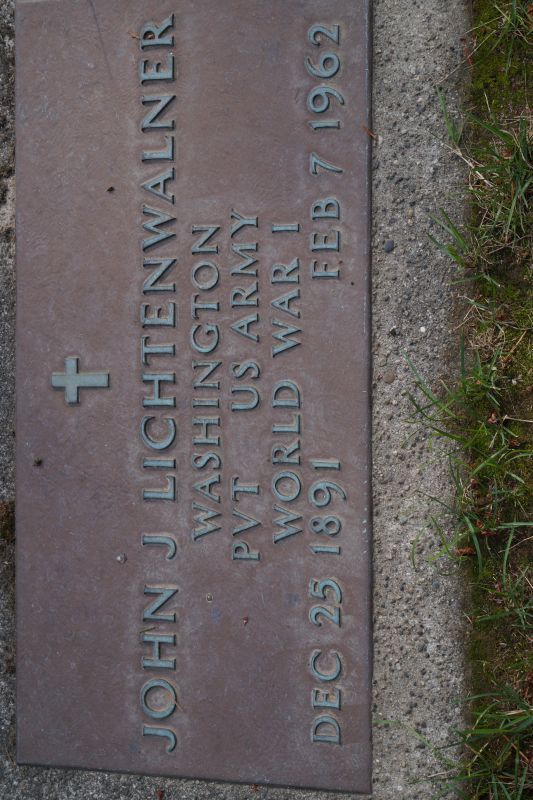 JOHN J LICHTENWALNER
WASHINGTON
PVT US ARMY
WORLD WAR I
DEC 25 1891 FEB 7 1962